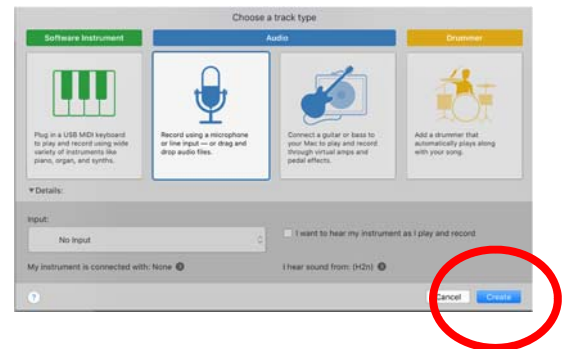 Choose a track type
Software Instrument
Audio
Drummer
Plug in a USB MIDI keyboard
to play and record using wide
variety of instruments like
piano, organ, and synths.
Record using a microphone
or line input — or drag and
drop audio files.
Connect a guitar or bass to
your Mac to play and record
through virtual amps and
pedal effects.
Add a drummer that
automatically plays along
with your song.
▼ Details:
Input:
No Input
I want to hear my instrument as I play and record
My instrument is connected with: None
I hear sound from: (H2n)
?
Cancel
Create